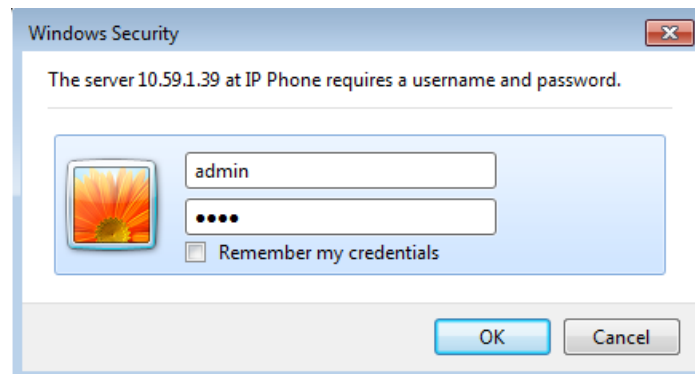 Windows Security
The server 10.59.1.39 at IP Phone requires a username and password.
admin
••••
Remember my credentials
OK
Cancel